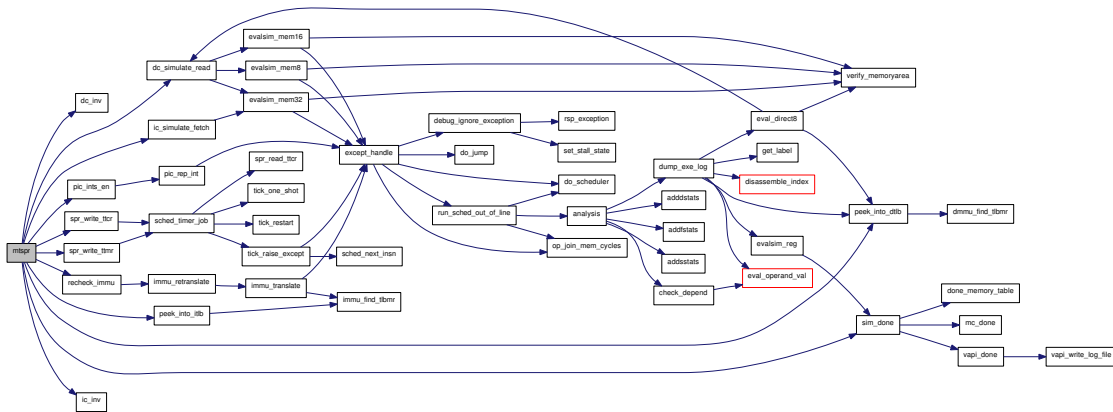 evalsim_mem16
dc_simulate_read
evalsim_mem8
verify_memoryarea
dc_inv
evalsim_mem32
eval_direct8
debug_ignore_exception
rsp_exception
ic_simulate_fetch
except_handle
do_jump
set_stall_state
get_label
spr_read_ttcr
dump_exe_log
pic_rep_int
disassemble_index
pic_ints_en
tick_one_shot
do_scheduler
adddstats
spr_write_ttcr
sched_timer_job
tick_restart
run_sched_out_of_line
analysis
addfstats
peek_into_dtlb
dmmu_find_tlbmr
mtspr
spr_write_ttmr
tick_raise_except
sched_next_insn
op_join_mem_cycles
addsstats
evalsim_reg
recheck_immu
immu_retranslate
immu_translate
check_depend
eval_operand_val
immu_find_tlbmr
peek_into_itlb
done_memory_table
sim_done
mc_done
vapi_done
vapi_write_log_file
ic_inv